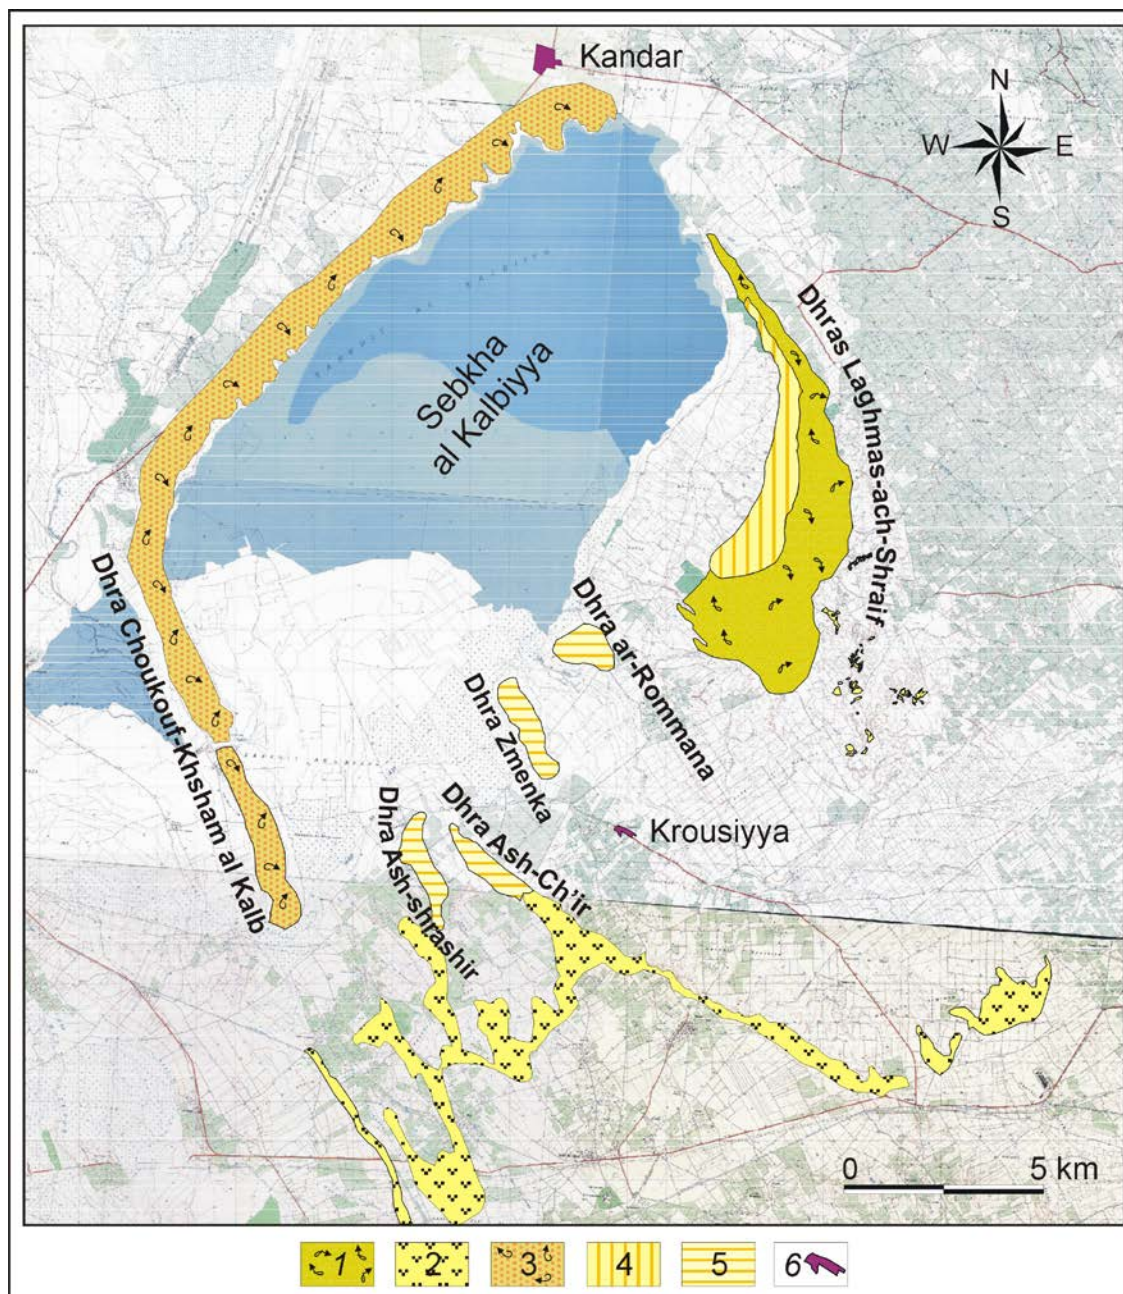 Kandar
N
W E
S
Dhras Laghmas-ach-Shraif
Sebkha
al Kalbiyya
Dhra Choukouf-Khsham al Kalb
Dhra ar-Rommana
Dhra Zmenka
Dhra Ash-Ch'ir
Dhra Ash-shrashir
Krousiyya
0 5 km
1 2 3 4 5 6